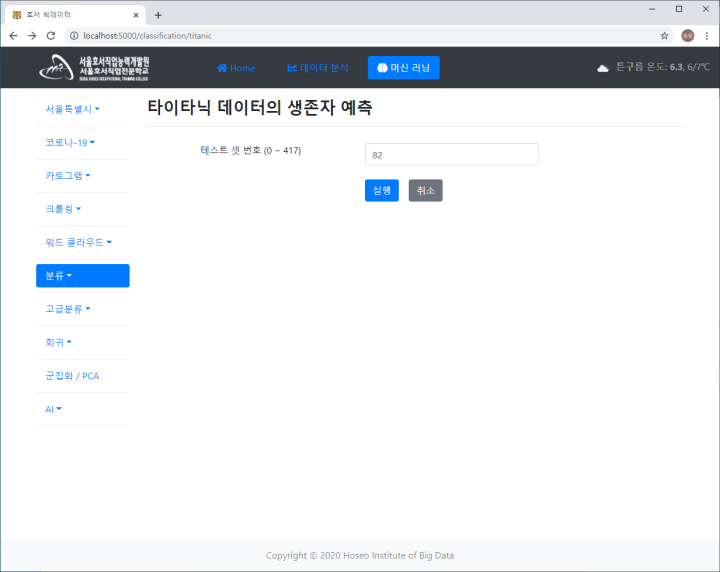 호서 빅데이터
localhost:5000/classification/titanic
서울호서직업능력개발원
서울호서직업전문학교
SEOUL HOSEO OCCUPATIONAL TRAINING COLLEGE
Home
데이터 분석
머신 러닝
튼구름 온도: 6.3, 6/7℃
서울특별시
코로나-19
카토그램
크롤링
워드 클라우드
분류
고급분류
회귀
군집화 / PCA
AI
타이타닉 데이터의 생존자 예측
테스트 셋 번호 (0 ~ 417)
82
실행
취소
Copyright © 2020 Hoseo Institute of Big Data